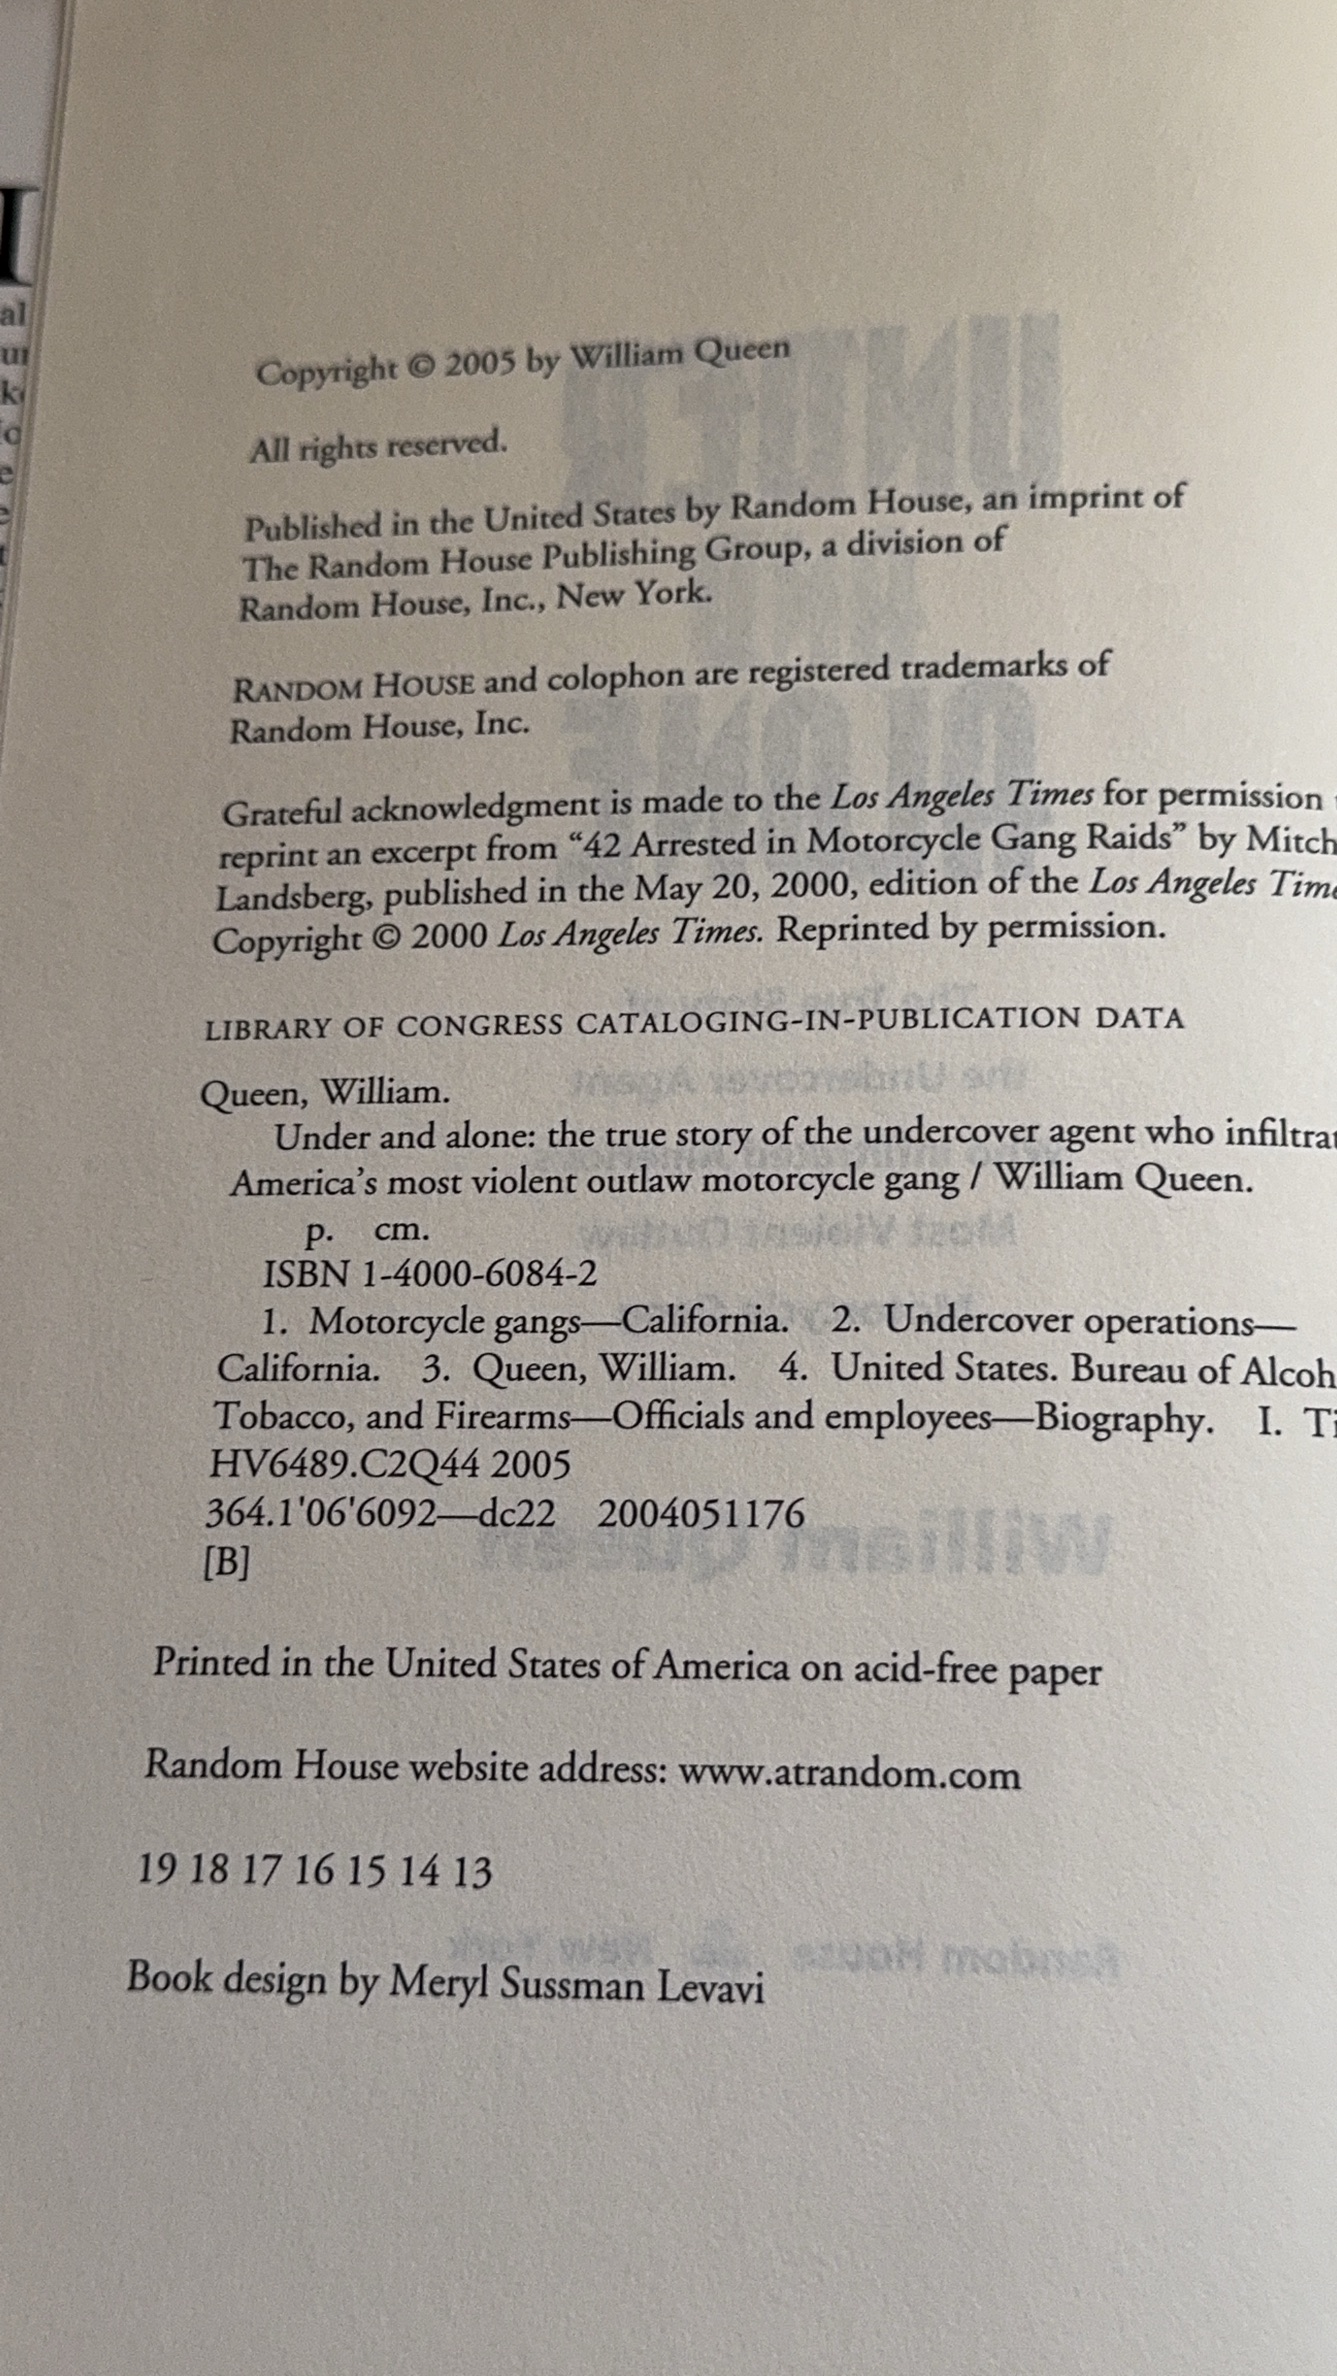 Copyright © 2005 by William Queen
All rights reserved.
Published in the United States by Random House, an imprint of
The Random House Publishing Group, a division of
Random House, Inc., New York.
RANDOM HOUSE and colophon are registered trademarks of
Random House, Inc.
Grateful acknowledgment is made to the Los Angeles Times for permission
reprint an excerpt from “42 Arrested in Motorcycle Gang Raids” by Mitch
Landsberg, published in the May 20, 2000, edition of the Los Angeles
Copyright © 2000 Los Angeles Times. Reprinted by permission.
LIBRARY OF CONGRESS CATALOGING-IN-PUBLICATION DATA
Queen, William.
Under and alone: the true story of the undercover agent who
America’s most violent outlaw motorcycle gang / William Queen.
p. cm.
ISBN 1-4000-6084-2
1. Motorcycle gangs—California. 2. Undercover operations—
California. 3. Queen, William. 4. United States. Bureau of
Tobacco, and Firearms—Officials and employees—Biography. I.
HV6489.C2Q44 2005
364.1'06'6092—dc22 2004051176
[B]
Printed in the United States of America on acid-free paper
Random House website address: www.atrandom.com
19 18 17 16 15 14 13
Book design by Meryl Sussman Levavi